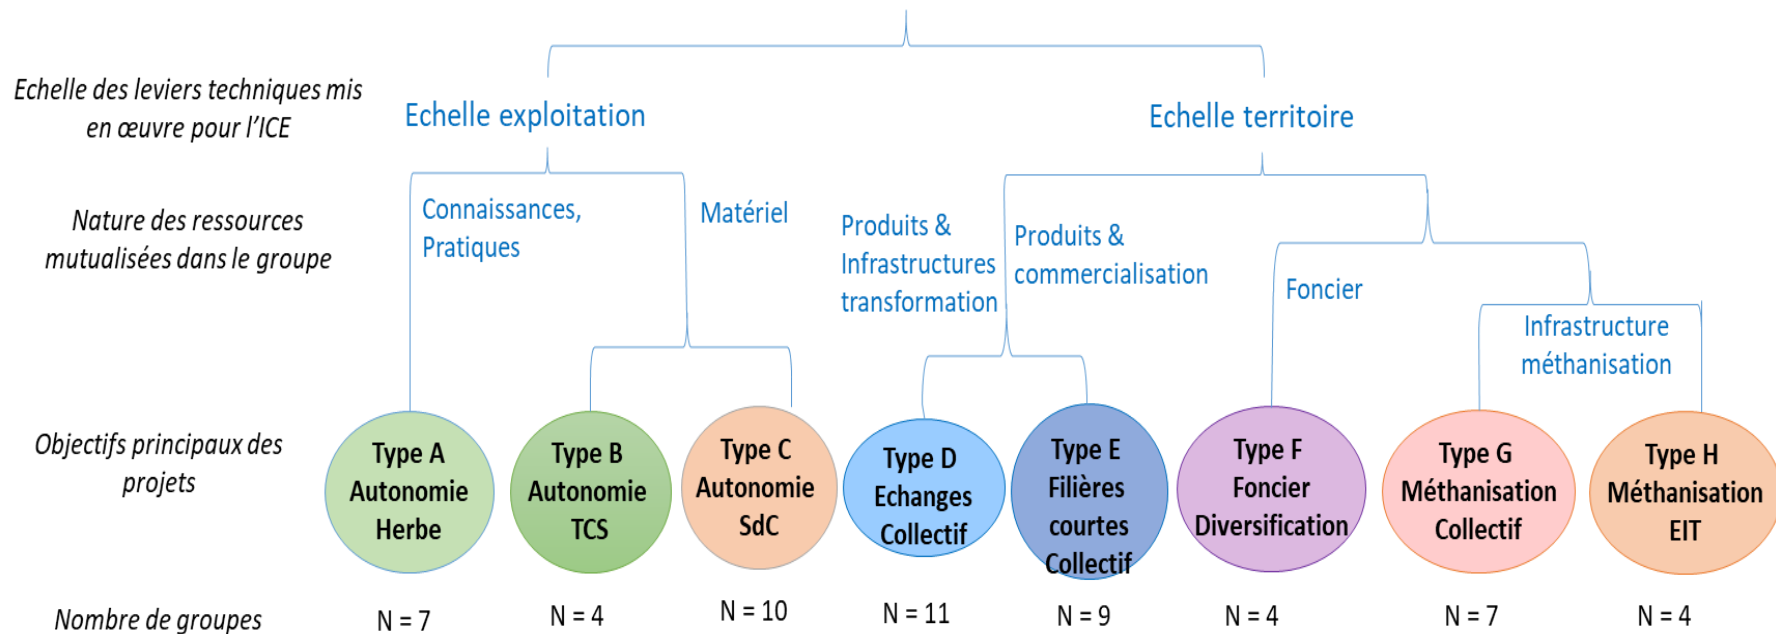 Echelle des leviers techniques mis
en œuvre pour l’ICE
Echelle exploitation
Echelle territoire
Nature des ressources
mutualisées dans le groupe
Connaissances,
Pratiques
Matériel
Produits &
Infrastructures
transformation
Produits &
commercialisation
Foncier
Infrastructure
méthanisation
Objectifs principaux des
projets
Type A
Autonomie
Herbe
Type B
Autonomie
TCS
Type C
Autonomie
SdC
Type D
Echanges
Collectif
Type E
Filières
courtes
Collectif
Type F
Foncier
Diversification
Type G
Méthanisation
Collectif
Type H
Méthanisation
EIT
Nombre de groupes
N = 7
N = 4
N = 10
N = 11
N = 9
N = 4
N = 7
N = 4